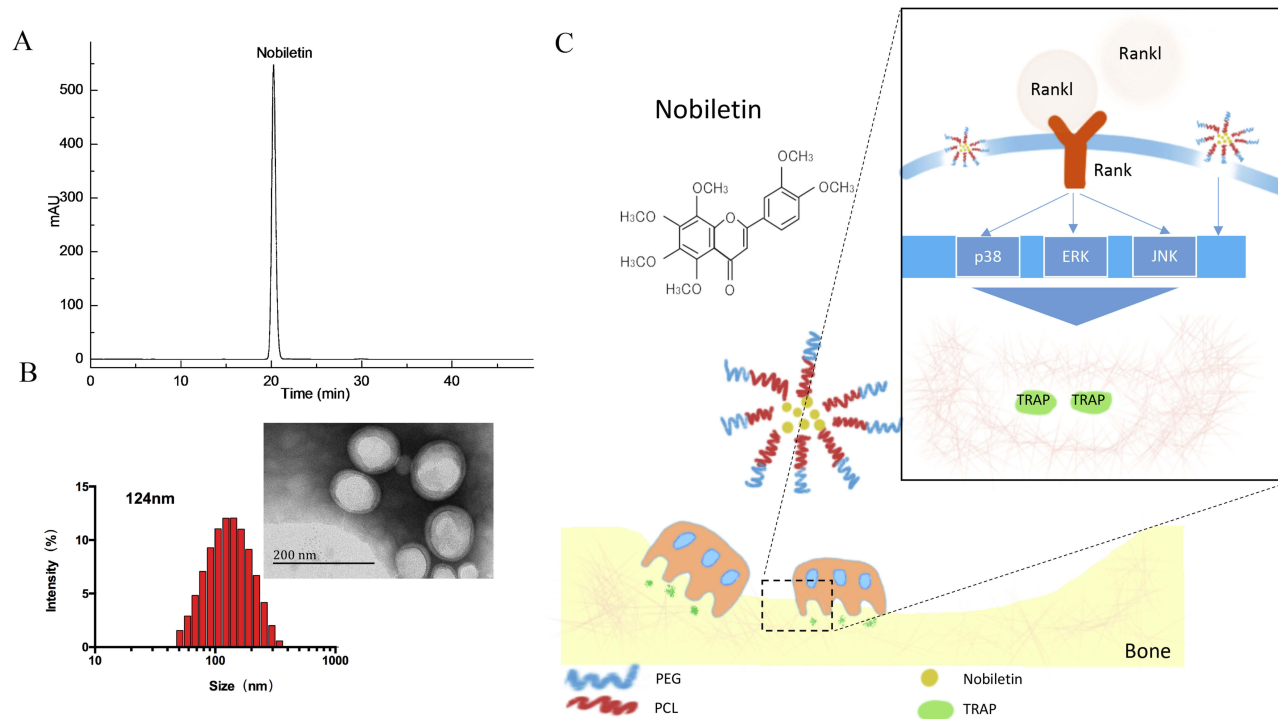 A
Nobiletin
500
400
300
200
100
0
mAU
0
10
20
30
40
Time (min)
B
124nm
15
10
5
0
Intensity (%)
10
100
1000
Size (nm)
200 nm
C
Nobiletin
OCH₃
OCH₃
OCH₃
H₃CO
H₃CO
H₃CO
O
O
Rankl
Rankl
Rank
p38
ERK
JNK
TRAP
TRAP
Bone
PEG
PCL
Nobiletin
TRAP